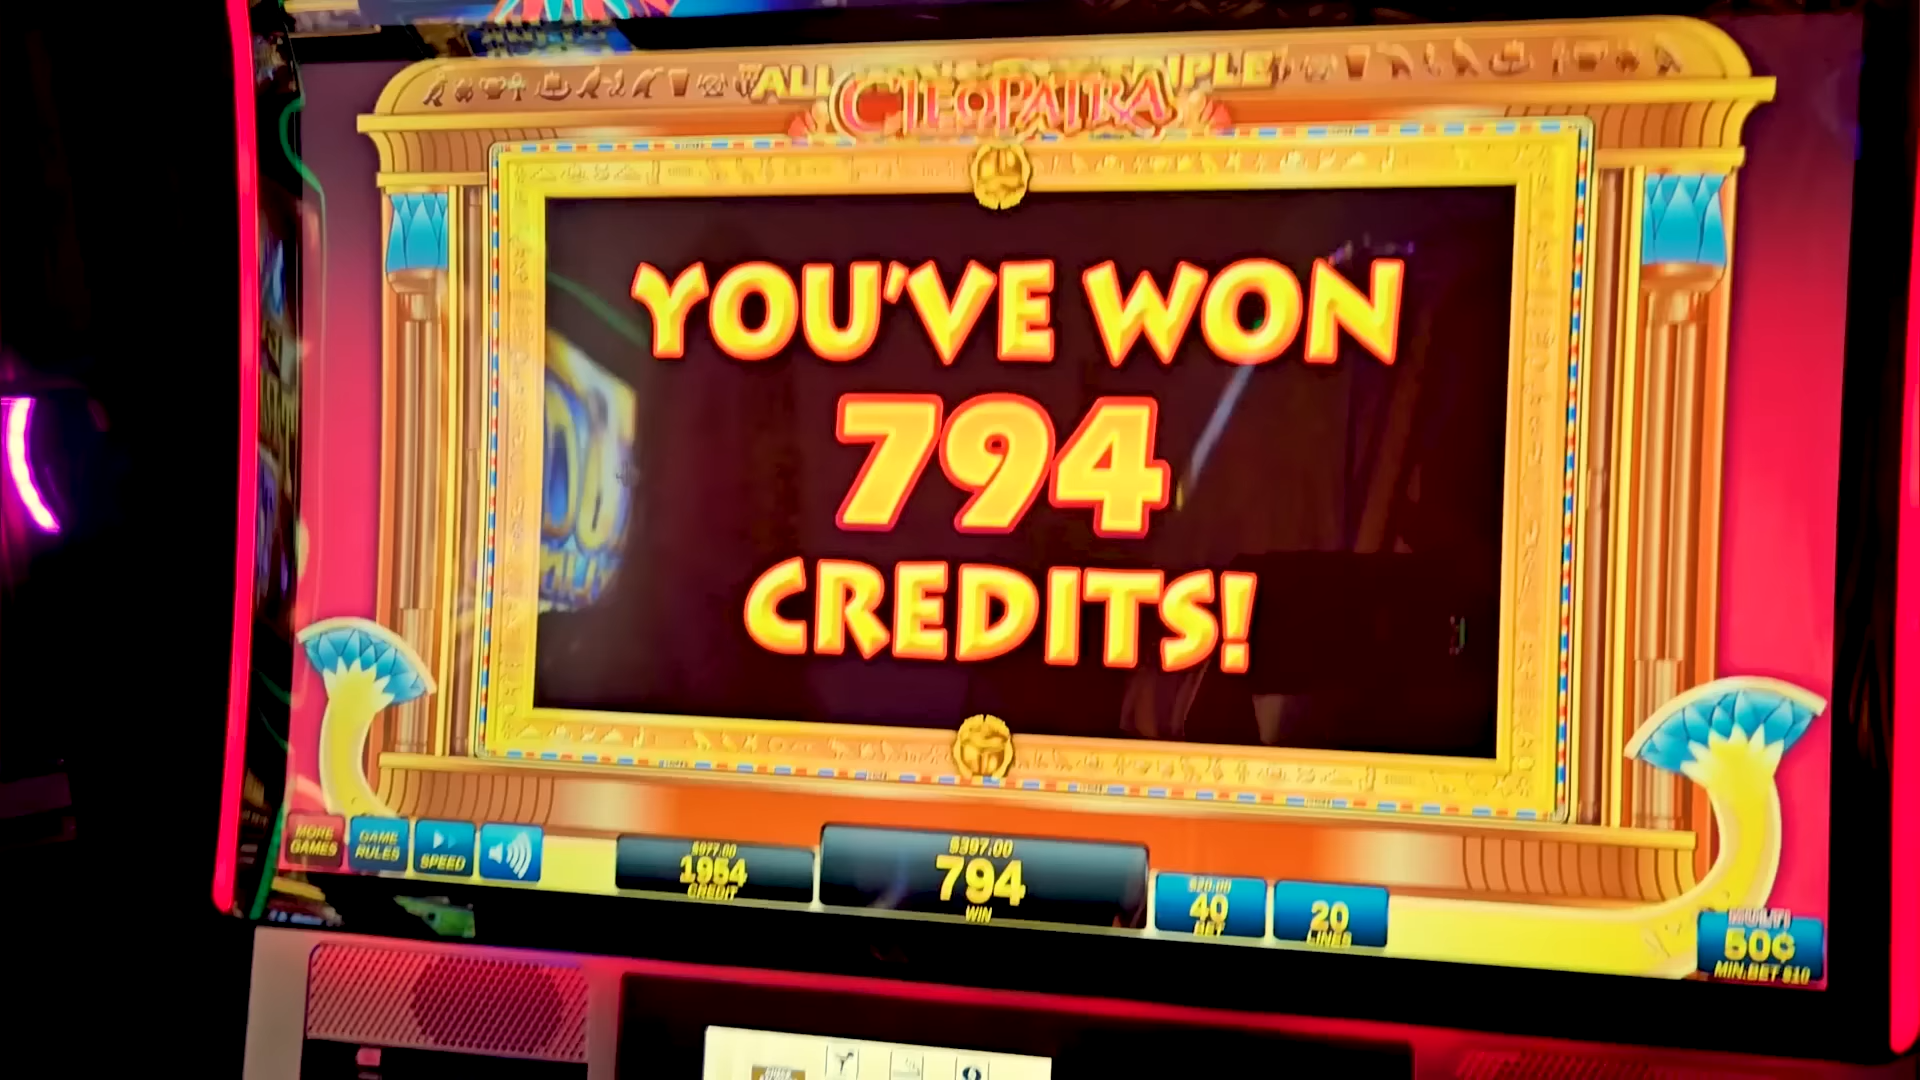 CLEOPATRA
YOU'VE WON
794
CREDITS!
MORE
GAMES
GAME
RULES
SPEED
$977.00
1954
CREDIT
$397.00
794
WIN
$20.00
40
BET
20
LINES
MULTI
50¢
MIN.BET $10